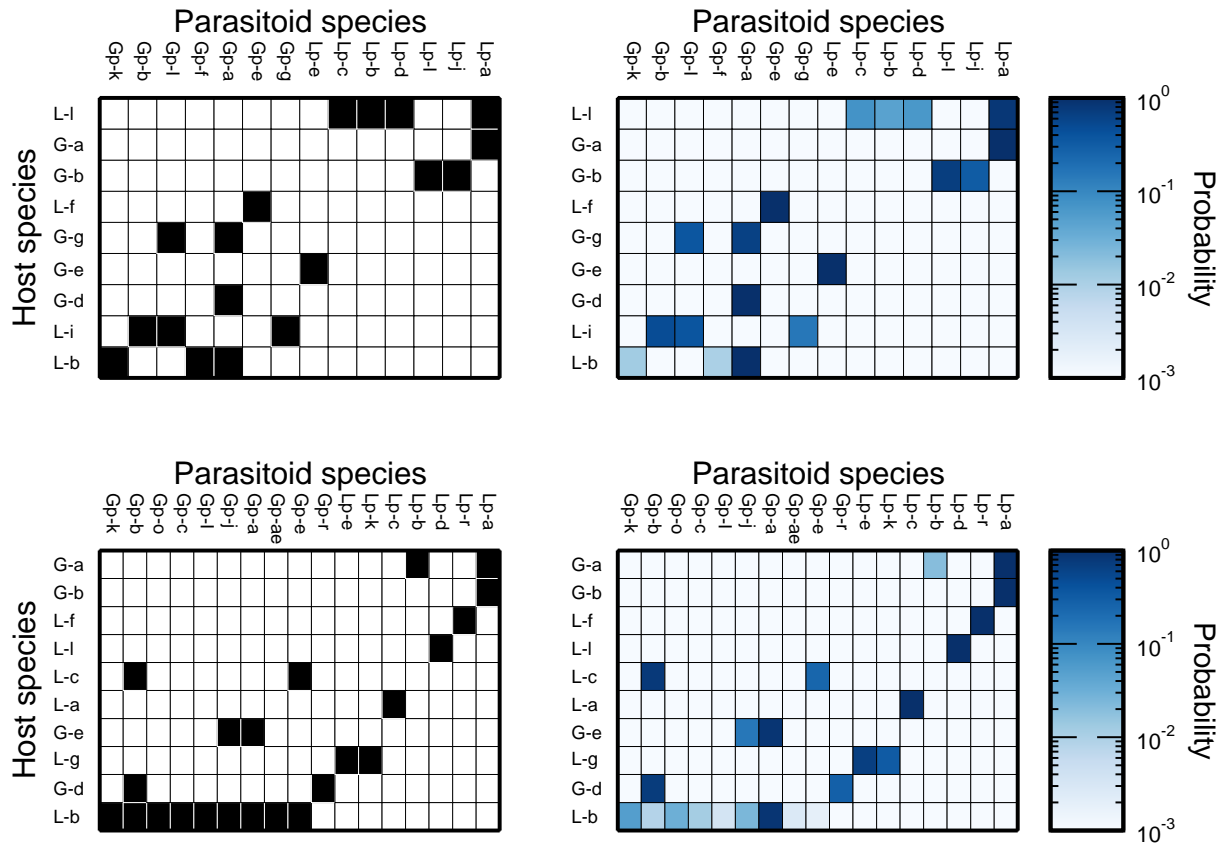 Parasitoid species
Gp-k Gp-b Gp-l Gp-f Gp-a Gp-e Gp-g Lp-e Lp-c Lp-b Lp-d Lp-l Lp-j Lp-a
Host species
L-l
G-a
G-b
L-f
G-g
G-e
G-d
L-i
L-b
Parasitoid species
Gp-k Gp-b Gp-l Gp-f Gp-a Gp-e Gp-g Lp-e Lp-c Lp-b Lp-d Lp-l Lp-j Lp-a
L-l
G-a
G-b
L-f
G-g
G-e
G-d
L-i
L-b
10^0
10^-1
10^-2
10^-3
Probability
Parasitoid species
Gp-k Gp-b Gp-o Gp-c Gp-l Gp-j Gp-a Gp-ae Gp-e Gp-r Lp-e Lp-k Lp-c Lp-b Lp-d Lp-r Lp-a
Host species
G-a
G-b
L-f
L-l
L-c
L-a
G-e
L-g
G-d
L-b
Parasitoid species
Gp-k Gp-b Gp-o Gp-c Gp-l Gp-j Gp-a Gp-ae Gp-e Gp-r Lp-e Lp-k Lp-c Lp-b Lp-d Lp-r Lp-a
G-a
G-b
L-f
L-l
L-c
L-a
G-e
L-g
G-d
L-b
10^0
10^-1
10^-2
10^-3
Probability